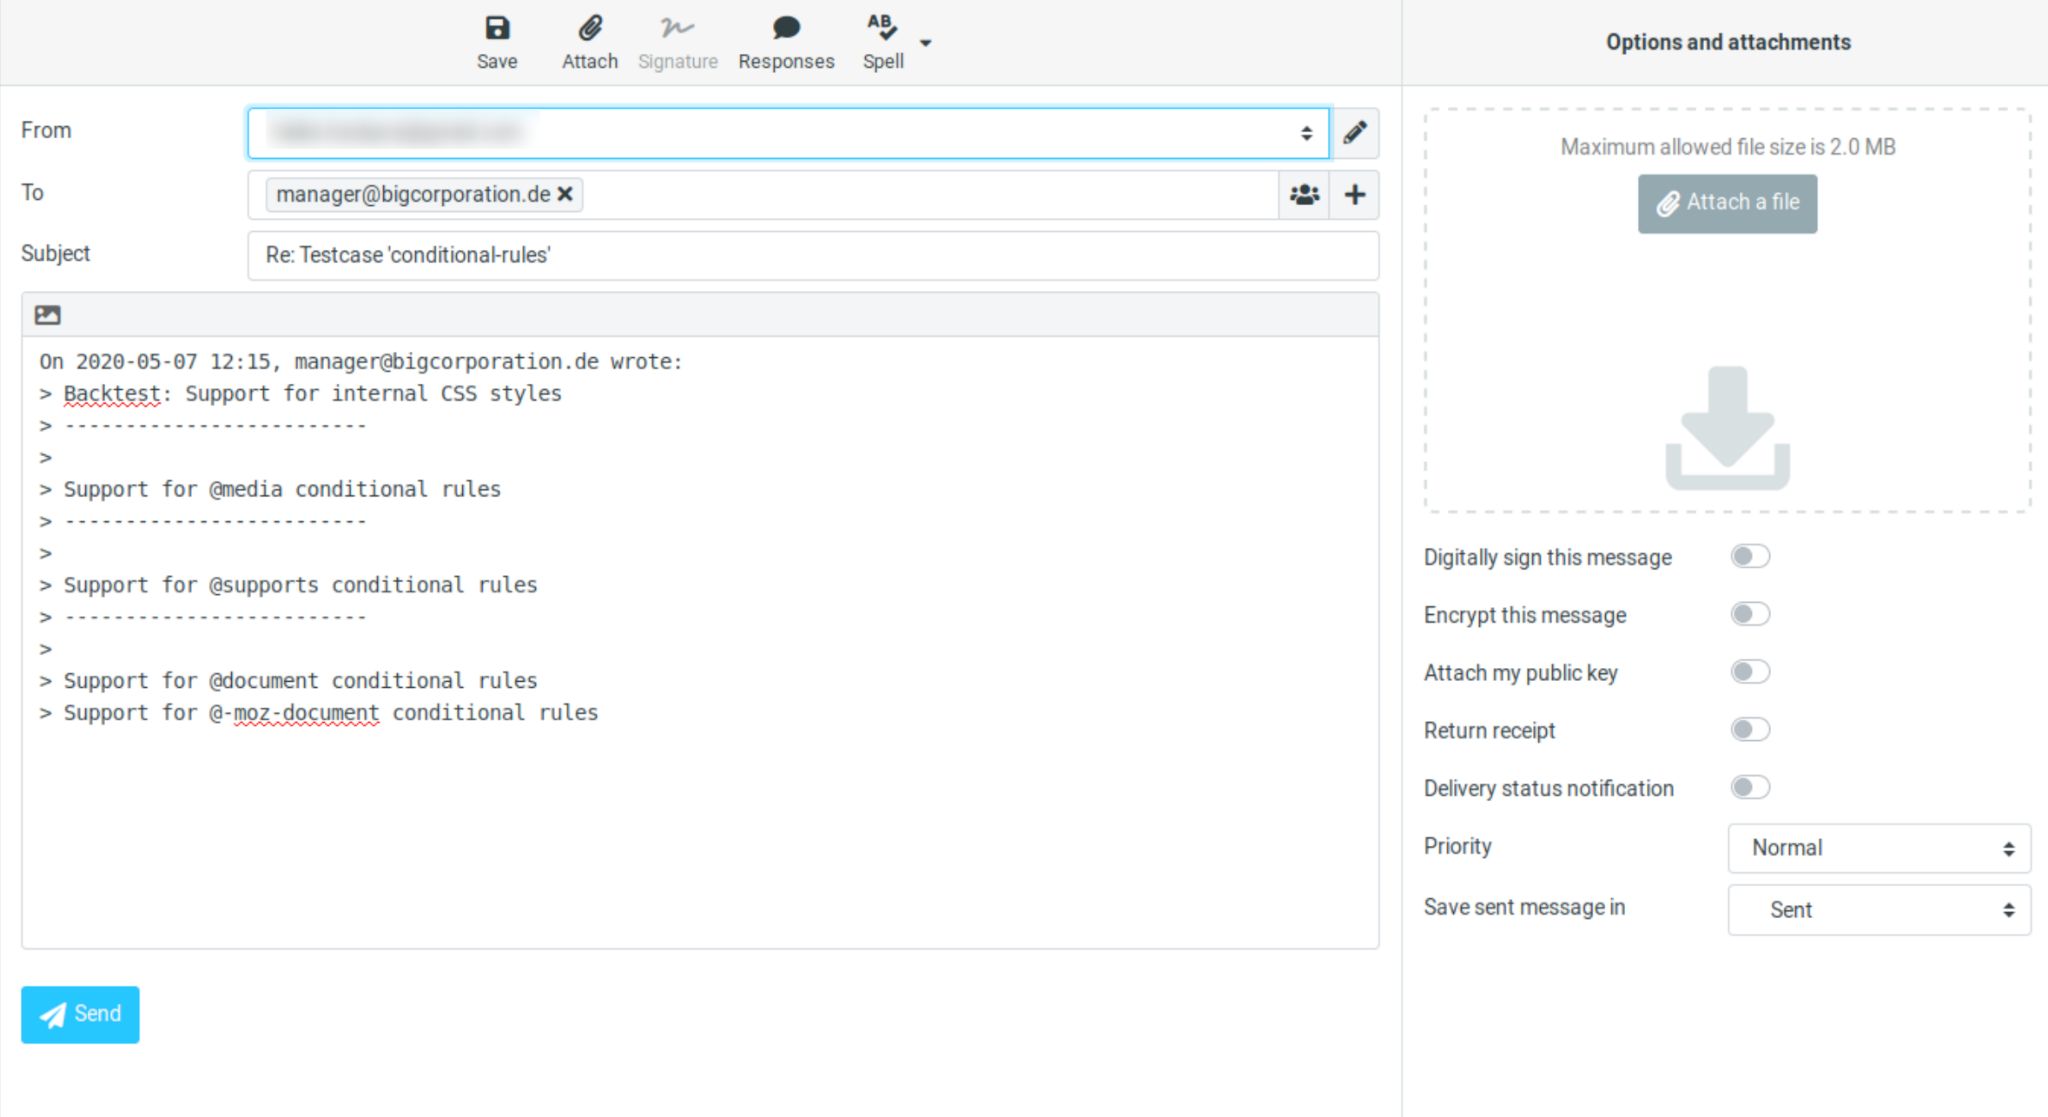 Save
Attach
Signature
Responses
Spell
Options and attachments
From
To
manager@bigcorporation.de
Subject
Re: Testcase 'conditional-rules'
On 2020-05-07 12:15, manager@bigcorporation.de wrote:
> Backtest: Support for internal CSS styles
> -------------------------
>
> Support for @media conditional rules
> -------------------------
>
> Support for @supports conditional rules
> -------------------------
>
> Support for @document conditional rules
> Support for @-moz-document conditional rules
Send
Maximum allowed file size is 2.0 MB
Attach a file
Digitally sign this message
Encrypt this message
Attach my public key
Return receipt
Delivery status notification
Priority
Normal
Save sent message in
Sent